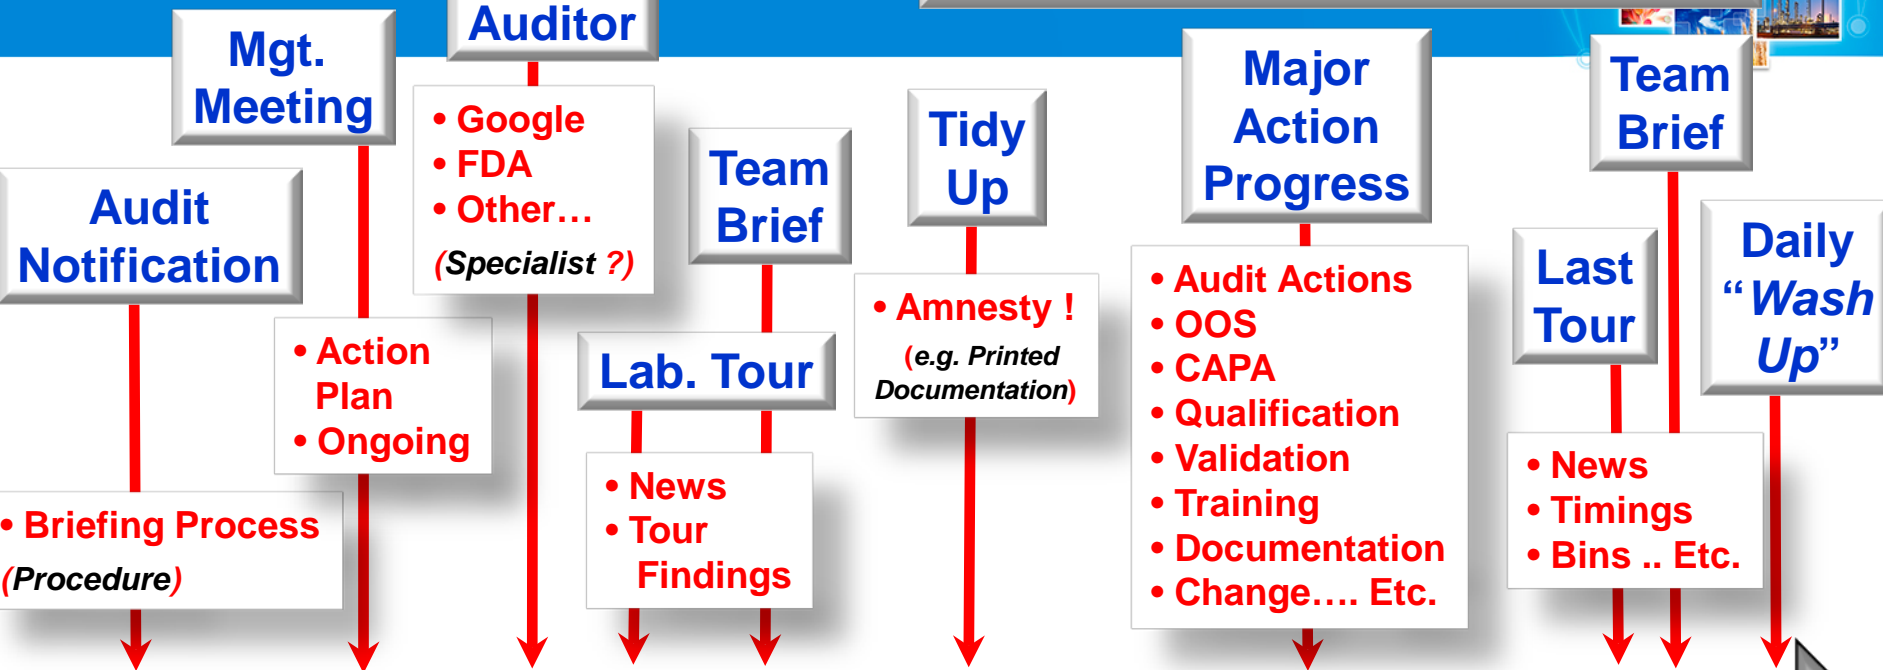 Audit
Notification
• Briefing Process
(Procedure)
Mgt.
Meeting
• Action
Plan
• Ongoing
Auditor
• Google
• FDA
• Other…
(Specialist ?)
Team
Brief
Lab. Tour
• News
• Tour
Findings
Tidy
Up
• Amnesty !
(e.g. Printed
Documentation)
Major
Action
Progress
• Audit Actions
• OOS
• CAPA
• Qualification
• Validation
• Training
• Documentation
• Change…. Etc.
Last
Tour
Team
Brief
• News
• Timings
• Bins .. Etc.
Daily
“Wash
Up”